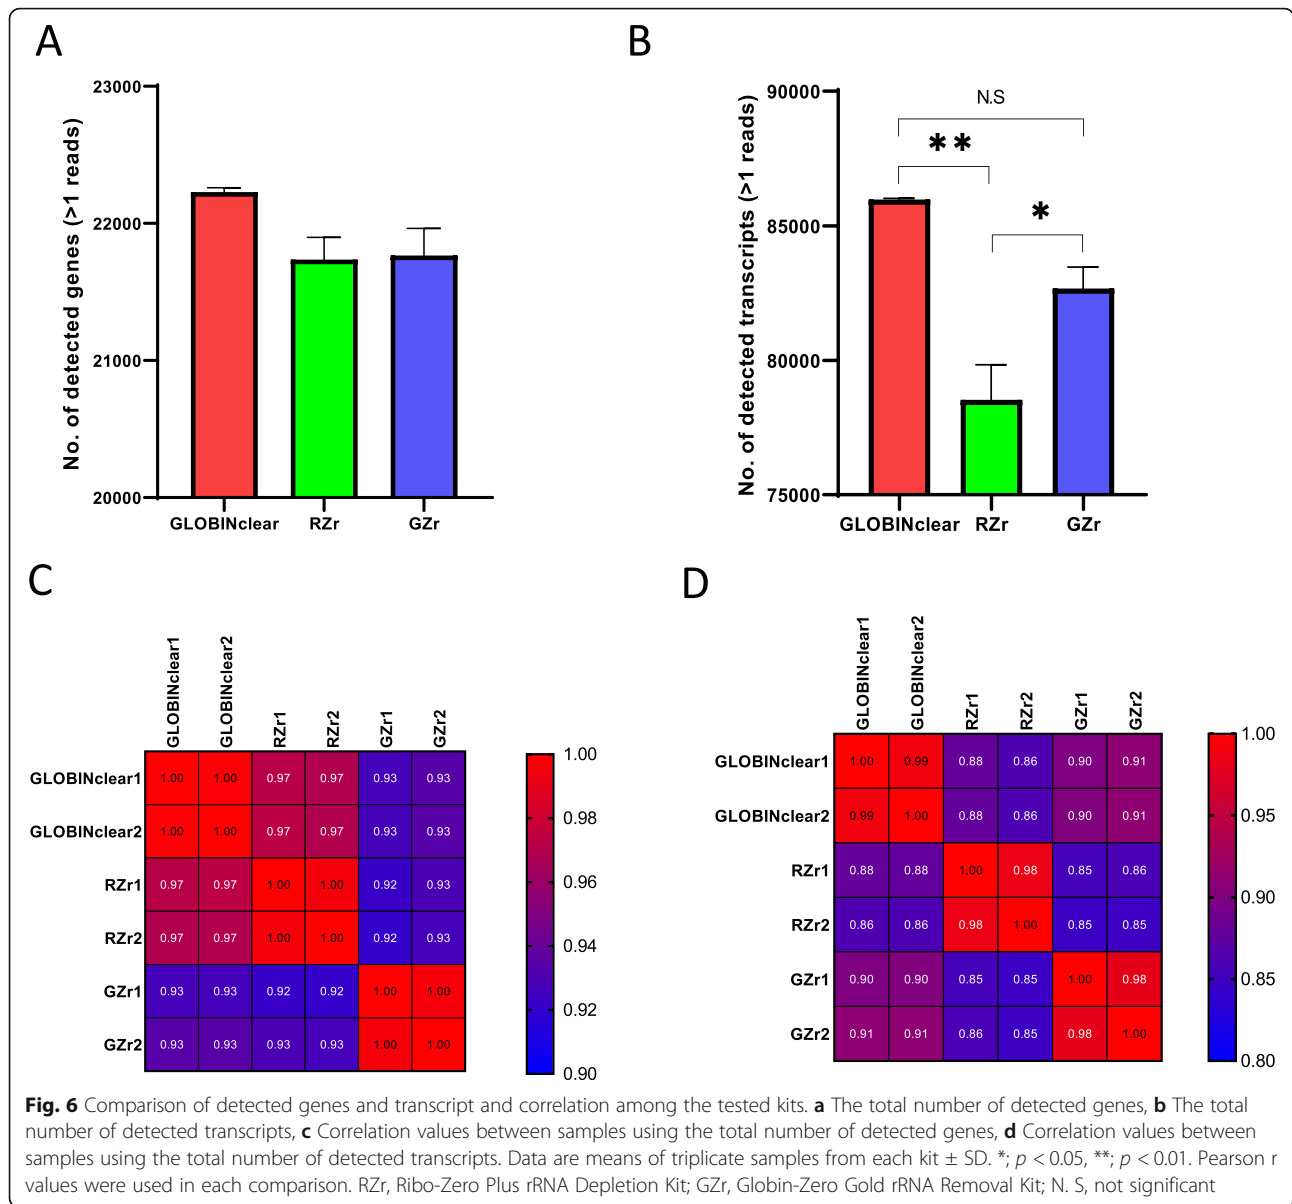 A
B
23000
22000
21000
20000
No. of detected genes (>1 reads)
GLOBINclear RZr GZr
90000
85000
80000
75000
No. of detected transcripts (>1 reads)
N.S
**
*
GLOBINclear RZr GZr
C
GLOBINclear1 GLOBINclear2 RZr1 RZr2 GZr1 GZr2
GLOBINclear1 1.00 1.00 0.97 0.97 0.93 0.93
GLOBINclear2 1.00 1.00 0.97 0.97 0.93 0.93
RZr1 0.97 0.97 1.00 1.00 0.92 0.93
RZr2 0.97 0.97 1.00 1.00 0.92 0.93
GZr1 0.93 0.93 0.92 0.92 1.00 1.00
GZr2 0.93 0.93 0.93 0.93 1.00 1.00
1.00
0.98
0.96
0.94
0.92
0.90
D
GLOBINclear1 GLOBINclear2 RZr1 RZr2 GZr1 GZr2
GLOBINclear1 1.00 0.99 0.88 0.86 0.90 0.91
GLOBINclear2 0.99 1.00 0.88 0.86 0.90 0.91
RZr1 0.88 0.88 1.00 0.98 0.85 0.86
RZr2 0.86 0.86 0.98 1.00 0.85 0.85
GZr1 0.90 0.90 0.85 0.85 1.00 0.98
GZr2 0.91 0.91 0.86 0.85 0.98 1.00
1.00
0.95
0.90
0.85
0.80
Fig. 6 Comparison of detected genes and transcript and correlation among the tested kits. a The total number of detected genes, b The total
number of detected transcripts, c Correlation values between samples using the total number of detected genes, d Correlation values between
samples using the total number of detected transcripts. Data are means of triplicate samples from each kit ± SD. *; p < 0.05, **; p < 0.01. Pearson r
values were used in each comparison. RZr, Ribo-Zero Plus rRNA Depletion Kit; GZr, Globin-Zero Gold rRNA Removal Kit; N. S, not significant